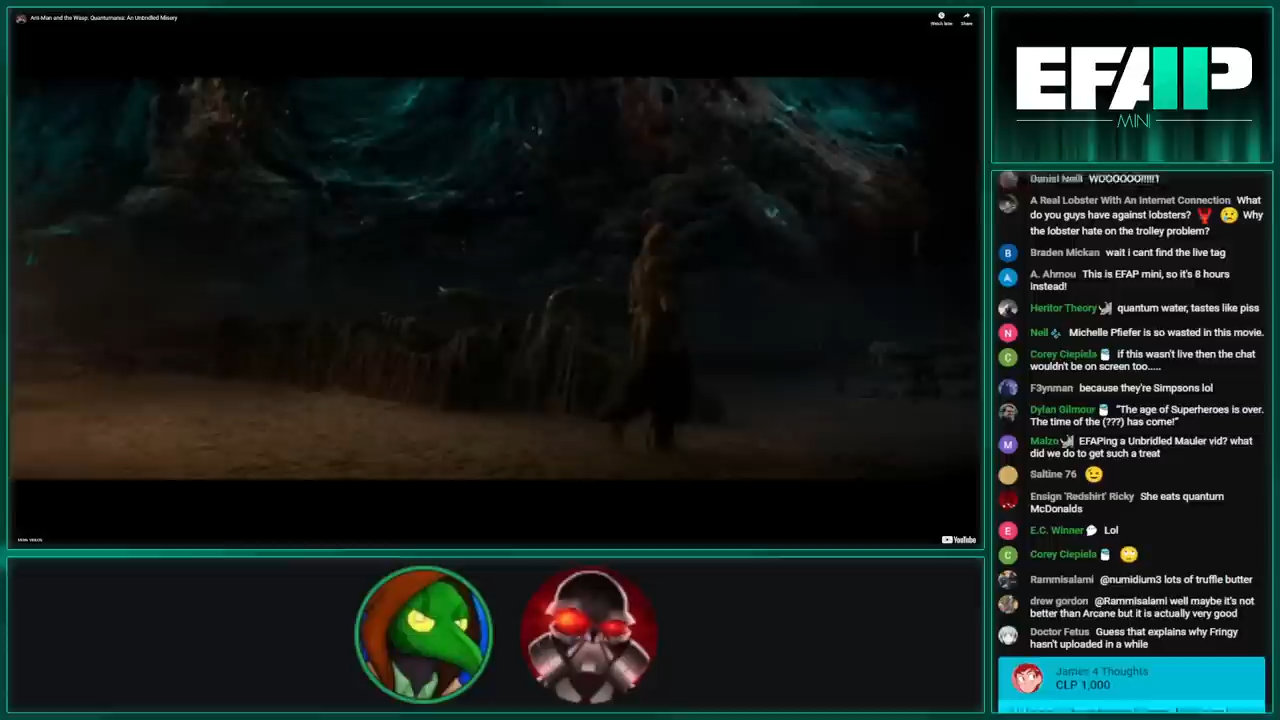 Ant-Man and the Wasp: Quantumania: An Unbridled Misery
Watch later
Share
MORE VIDEOS
YouTube
EFAP
MINI
Daniel Neill WOOOOOO!!!!!1
A Real Lobster With An Internet Connection What
do you guys have against lobsters? 🦞 😢 Why
the lobster hate on the trolley problem?
B
Braden Mickan wait i cant find the live tag
A
A. Ahmou This is EFAP mini, so it's 8 hours
instead!
Heritor Theory quantum water, tastes like piss
N
Neil Michelle Pfiefer is so wasted in this movie.
C
Corey Ciepiela if this wasn't live then the chat
wouldn't be on screen too.....
F3ynman because they're Simpsons lol
Dylan Gilmour "The age of Superheroes is over.
The time of the (???) has come!"
M
Malzo EFAPing a Unbridled Mauler vid? what
did we do to get such a treat
Saltine 76 😉
Ensign 'Redshirt' Ricky She eats quantum
McDonalds
E
E.C. Winner Lol
C
Corey Ciepiela 🙄
Rammisalami @numidium3 lots of truffle butter
drew gordon @Rammisalami well maybe it's not
better than Arcane but it is actually very good
Doctor Fetus Guess that explains why Fringy
hasn't uploaded in a while
James 4 Thoughts
CLP 1,000